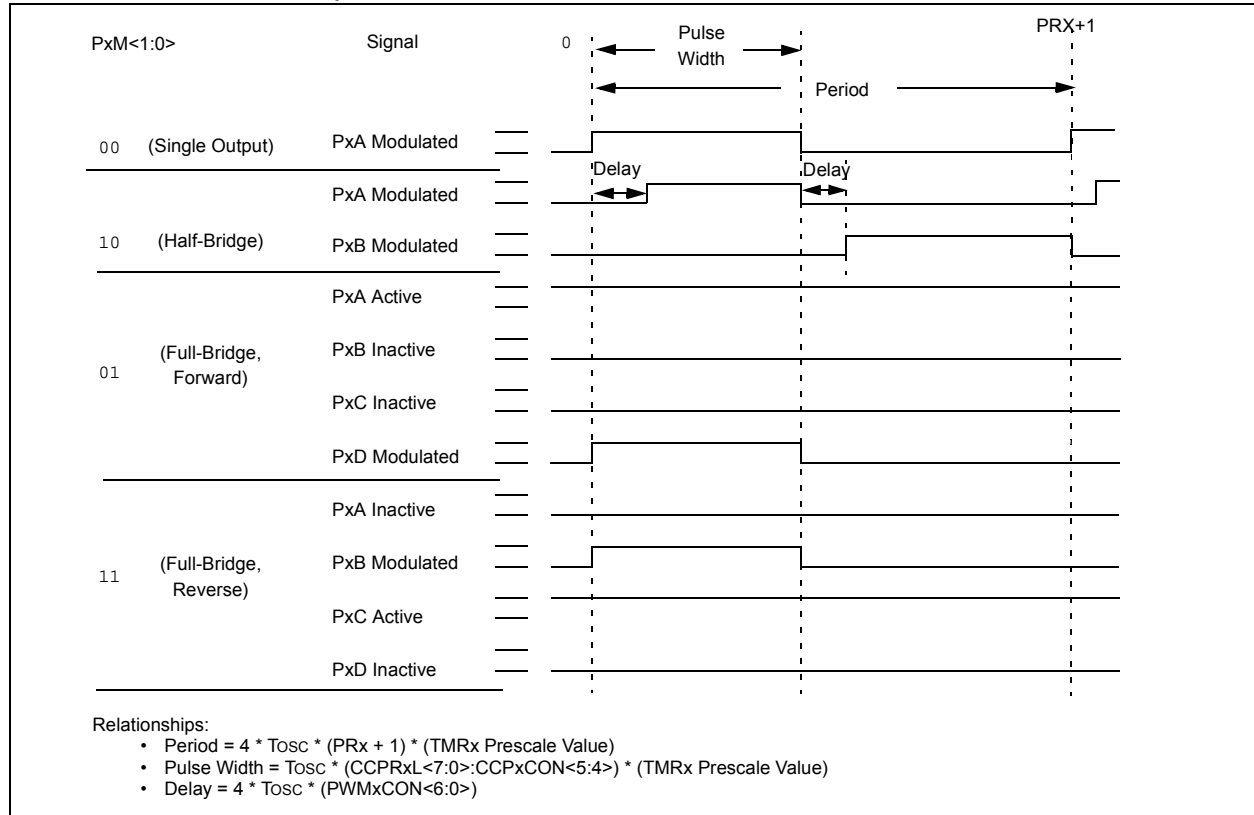 PxM<1:0> Signal 0 Pulse Width PRX+1
Period
00 (Single Output) PxA Modulated
Delay Delay
PxA Modulated
10 (Half-Bridge) PxB Modulated
PxA Active
(Full-Bridge, PxB Inactive
01 Forward)
PxC Inactive
PxD Modulated
PxA Inactive
11 (Full-Bridge, PxB Modulated
Reverse)
PxC Active
PxD Inactive
Relationships:
• Period = 4 * TOSC * (PRx + 1) * (TMRx Prescale Value)
• Pulse Width = TOSC * (CCPRxL<7:0>:CCPxCON<5:4>) * (TMRx Prescale Value)
• Delay = 4 * TOSC * (PWMxCON<6:0>)